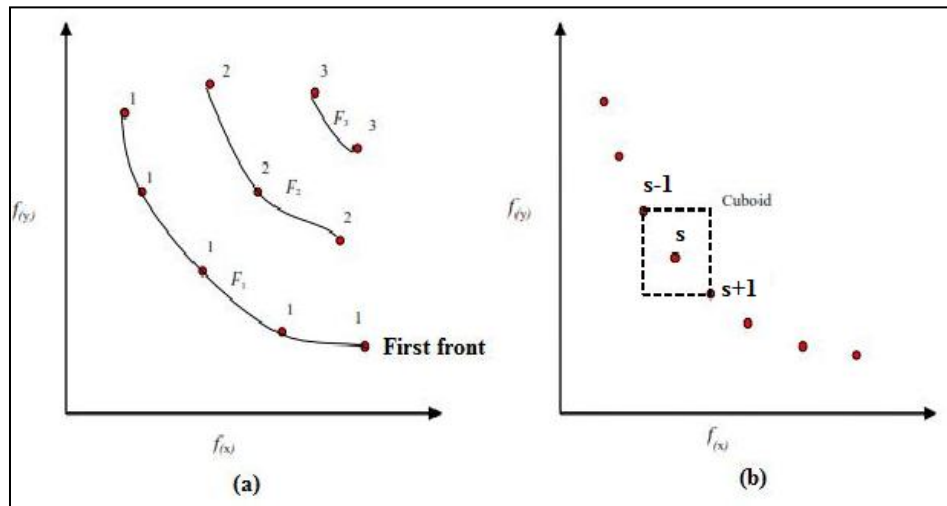 2
3
1
F₃
3
1
2
F₂
2
1
F₁
1
1
First front
f(y)
f(x)
(a)
s-1
Cuboid
s
s+1
f(y)
f(x)
(b)